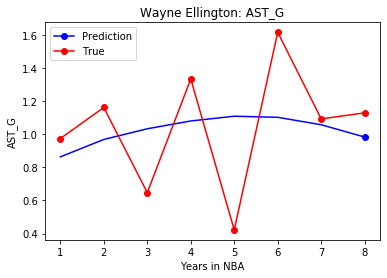 Wayne Ellington: AST_G
Prediction
True
1.6
1.4
1.2
1.0
0.8
0.6
0.4
AST_G
1 2 3 4 5 6 7 8
Years in NBA